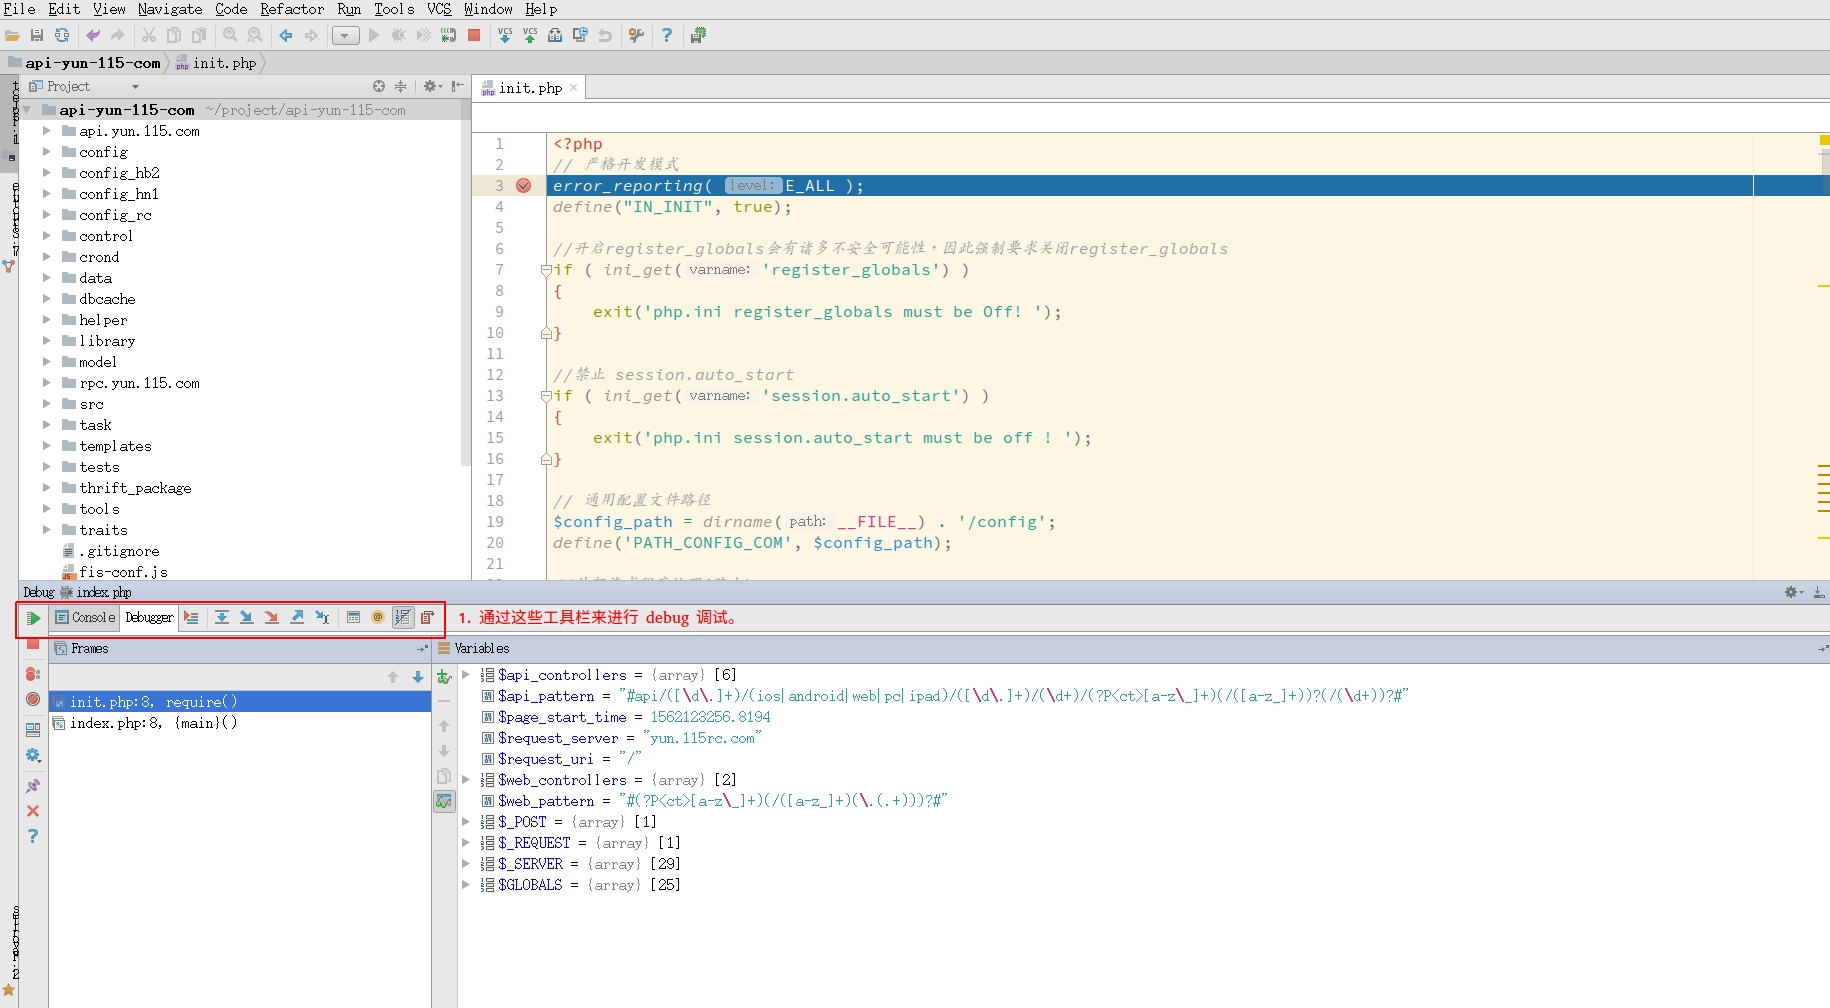 File Edit View Navigate Code Refactor Run Tools VCS Window Help
api-yun-115-com init.php
Project
init.php
api-yun-115-com ~/project/api-yun-115-com
api.yun.115.com
config
config_hb2
config_hn1
config_rc
control
crond
data
dbcache
helper
library
model
rpc.yun.115.com
src
task
templates
tests
thrift_package
tools
traits
.gitignore
fis-conf.js
1 <?php
2 // 严格开发模式
3 error_reporting( level: E_ALL );
4 define("IN_INIT", true);
5
6 //开启register_globals会有诸多不安全可能性，因此强制要求关闭register_globals
7 if ( ini_get( varname: 'register_globals') )
8 {
9 exit('php.ini register_globals must be Off! ');
10 }
11
12 //禁止 session.auto_start
13 if ( ini_get( varname: 'session.auto_start') )
14 {
15 exit('php.ini session.auto_start must be off ! ');
16 }
17
18 // 通用配置文件路径
19 $config_path = dirname( path: __FILE__) . '/config';
20 define('PATH_CONFIG_COM', $config_path);
21
Debug index.php
Console Debugger
1. 通过这些工具栏来进行 debug 调试。
Frames
init.php:3, require()
index.php:8, {main}()
Variables
$api_controllers = {array} [6]
$api_pattern = "#api/([\d\.]+)/(ios|android|web|pc|ipad)/([\d\.]+)/(\d+)/(?P<ct>[a-z\_]+)(/([a-z_]+))?(/(\d+))?#"
$page_start_time = 1562123256.8194
$request_server = "yun.115rc.com"
$request_uri = "/"
$web_controllers = {array} [2]
$web_pattern = "#(?P<ct>[a-z\_]+)(/([a-z_]+)(\.(.+)))?#"
$_POST = {array} [1]
$_REQUEST = {array} [1]
$_SERVER = {array} [29]
$GLOBALS = {array} [25]